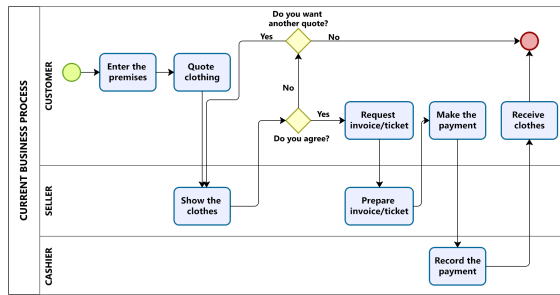 CURRENT BUSINESS PROCESS
CUSTOMER
Do you want
another quote?
Yes
No
Enter the
premises
Quote
clothing
No
Yes
Do you agree?
Request
invoice/ticket
Make the
payment
Receive
clothes
SELLER
Show the
clothes
Prepare
invoice/ticket
CASHIER
Record the
payment